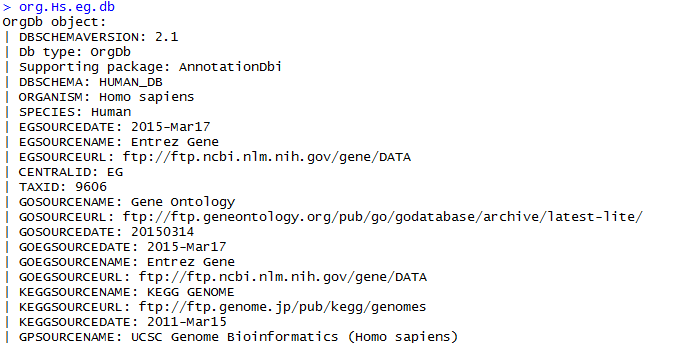 > org.Hs.eg.db
OrgDb object:
| DBSCHEMAVERSION: 2.1
| Db type: OrgDb
| Supporting package: AnnotationDbi
| DBSCHEMA: HUMAN_DB
| ORGANISM: Homo sapiens
| SPECIES: Human
| EGSOURCEDATE: 2015-Mar17
| EGSOURCENAME: Entrez Gene
| EGSOURCEURL: ftp://ftp.ncbi.nlm.nih.gov/gene/DATA
| CENTRALID: EG
| TAXID: 9606
| GOSOURCENAME: Gene Ontology
| GOSOURCEURL: ftp://ftp.geneontology.org/pub/go/godatabase/archive/latest-lite/
| GOSOURCEDATE: 20150314
| GOEGSOURCEDATE: 2015-Mar17
| GOEGSOURCENAME: Entrez Gene
| GOEGSOURCEURL: ftp://ftp.ncbi.nlm.nih.gov/gene/DATA
| KEGGSOURCENAME: KEGG GENOME
| KEGGSOURCEURL: ftp://ftp.genome.jp/pub/kegg/genomes
| KEGGSOURCEDATE: 2011-Mar15
| GPSOURCENAME: UCSC Genome Bioinformatics (Homo sapiens)